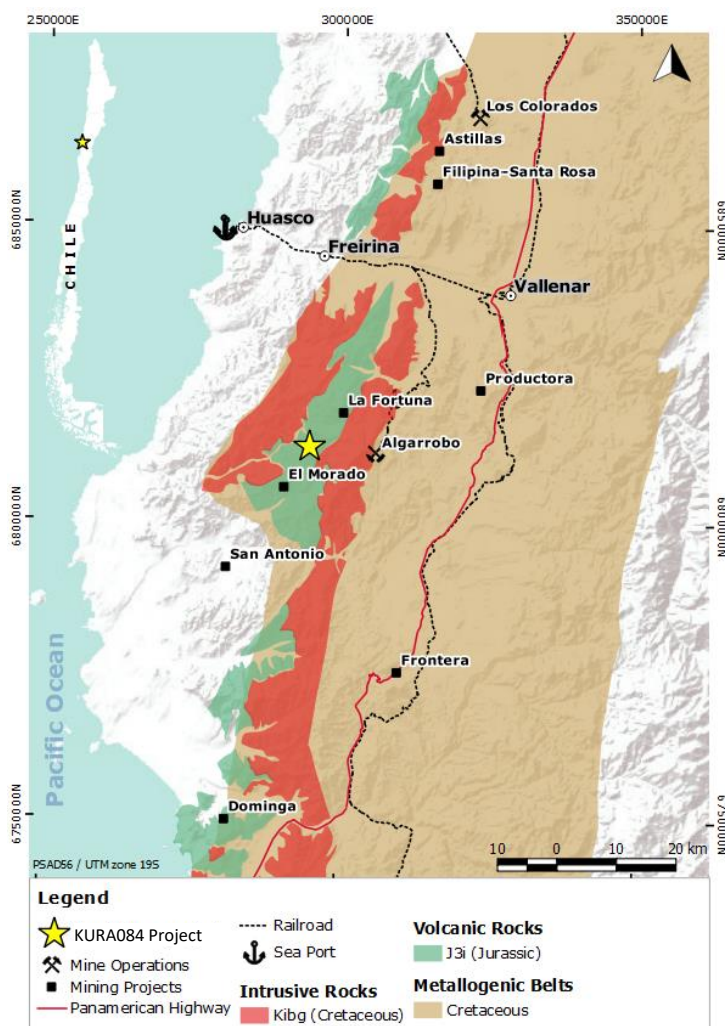 250000E
300000E
350000E
Los Colorados
Astillas
Filipina-Santa Rosa
CHILE
6850000N
6850000N
Huasco
Freirina
Vallenar
Productora
La Fortuna
Algarrobo
El Morado
6800000N
6800000N
San Antonio
Frontera
Pacific Ocean
6750000N
6750000N
Dominga
PSAD56 / UTM zone 19S
10 0 10 20 km
Legend
KURA084 Project
Mine Operations
Mining Projects
Panamerican Highway
Railroad
Sea Port
Intrusive Rocks
Kibg (Cretaceous)
Volcanic Rocks
J3i (Jurassic)
Metallogenic Belts
Cretaceous